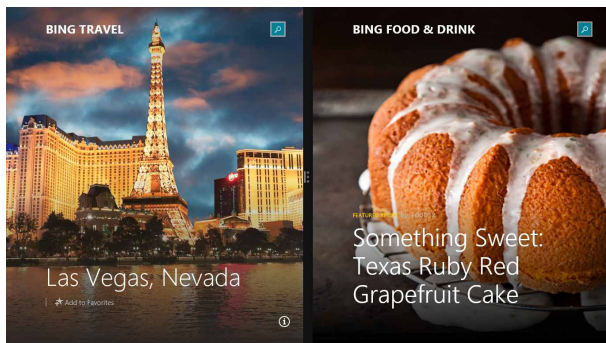 BING TRAVEL
Las Vegas, Nevada
Add to Favorites
BING FOOD & DRINK
Something Sweet:
Texas Ruby Red
Grapefruit Cake